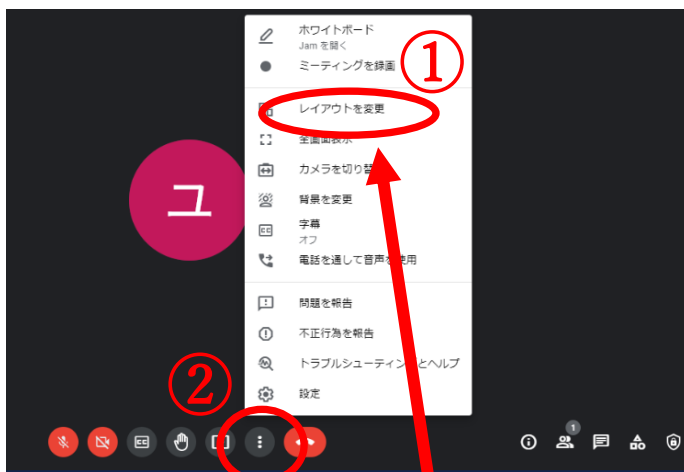 ホワイトボード
Jam を開く
ミーティングを録画
①
レイアウトを変更
全画面表示
カメラを切り替
ユ
背景を変更
字幕
オフ
電話を通して音声を使用
問題を報告
不正行為を報告
トラブルシューティングとヘルプ
②
設定
1